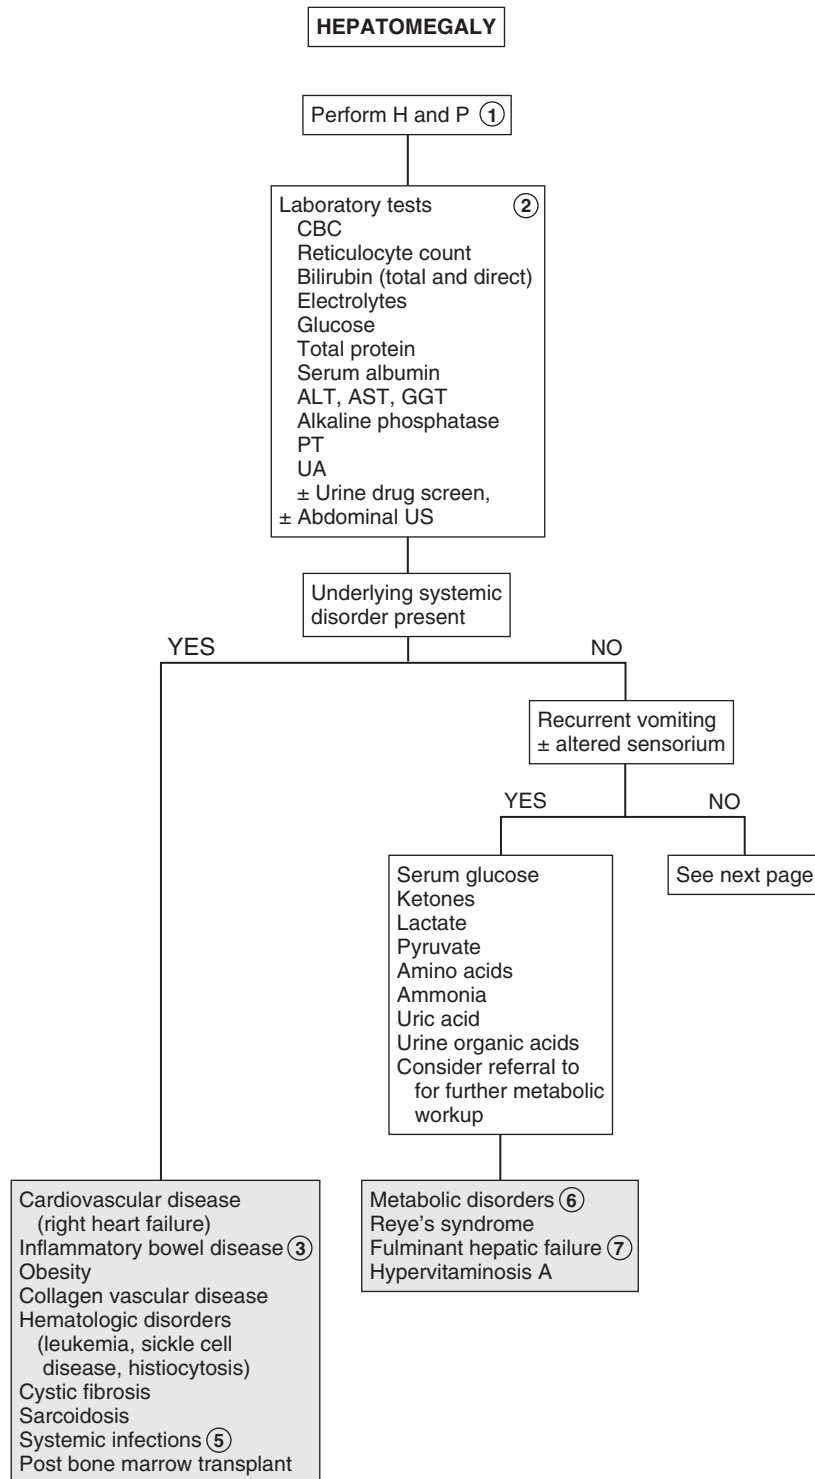 HEPATOMEGALY
Perform H and P 1
Laboratory tests 2
CBC
Reticulocyte count
Bilirubin (total and direct)
Electrolytes
Glucose
Total protein
Serum albumin
ALT, AST, GGT
Alkaline phosphatase
PT
UA
± Urine drug screen,
± Abdominal US
Underlying systemic
disorder present
YES
NO
Recurrent vomiting
± altered sensorium
YES
NO
Serum glucose
Ketones
Lactate
Pyruvate
Amino acids
Ammonia
Uric acid
Urine organic acids
Consider referral to
for further metabolic
workup
See next page
Cardiovascular disease
(right heart failure)
Inflammatory bowel disease 3
Obesity
Collagen vascular disease
Hematologic disorders
(leukemia, sickle cell
disease, histiocytosis)
Cystic fibrosis
Sarcoidosis
Systemic infections 5
Post bone marrow transplant
Metabolic disorders 6
Reye's syndrome
Fulminant hepatic failure 7
Hypervitaminosis A